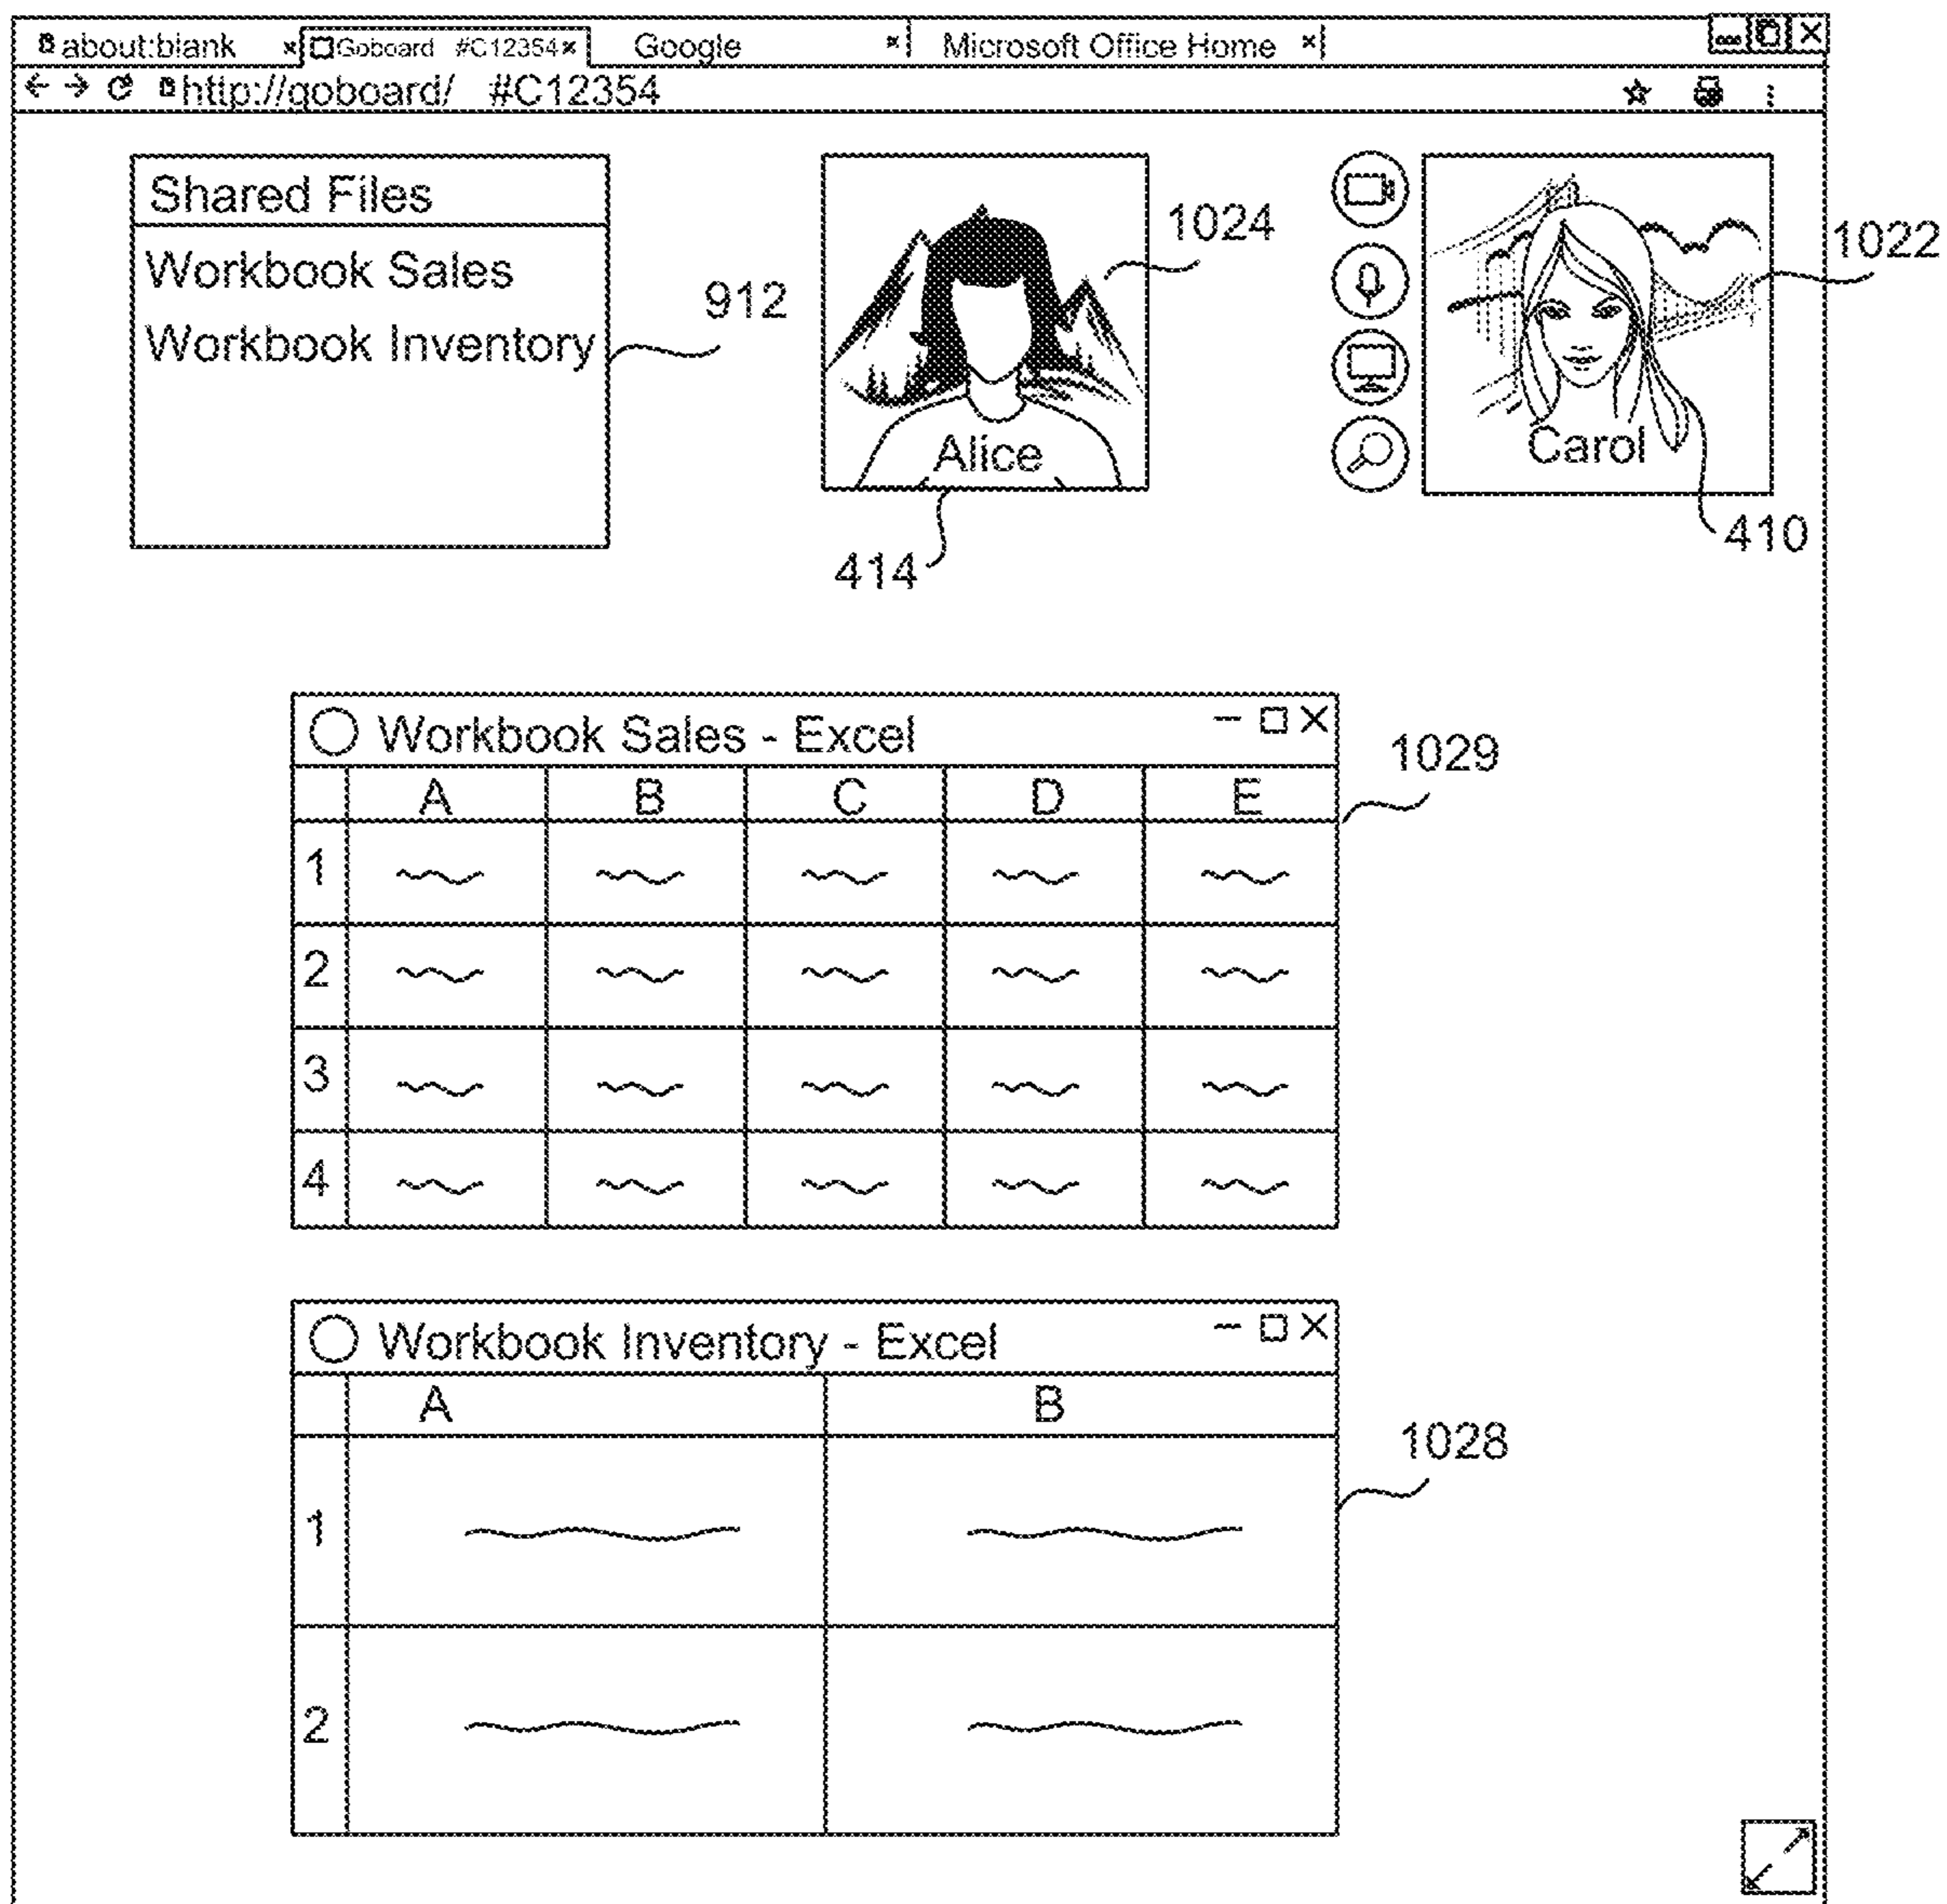 about:blank × Goboard #C12354 × Google × Microsoft Office Home ×
http://goboard/ #C12354
Shared Files
Workbook Sales
Workbook Inventory
912
Alice
1024
414
Carol
1022
410
Workbook Sales - Excel
A B C D E
1
2
3
4
1029
Workbook Inventory - Excel
A B
1
2
1028